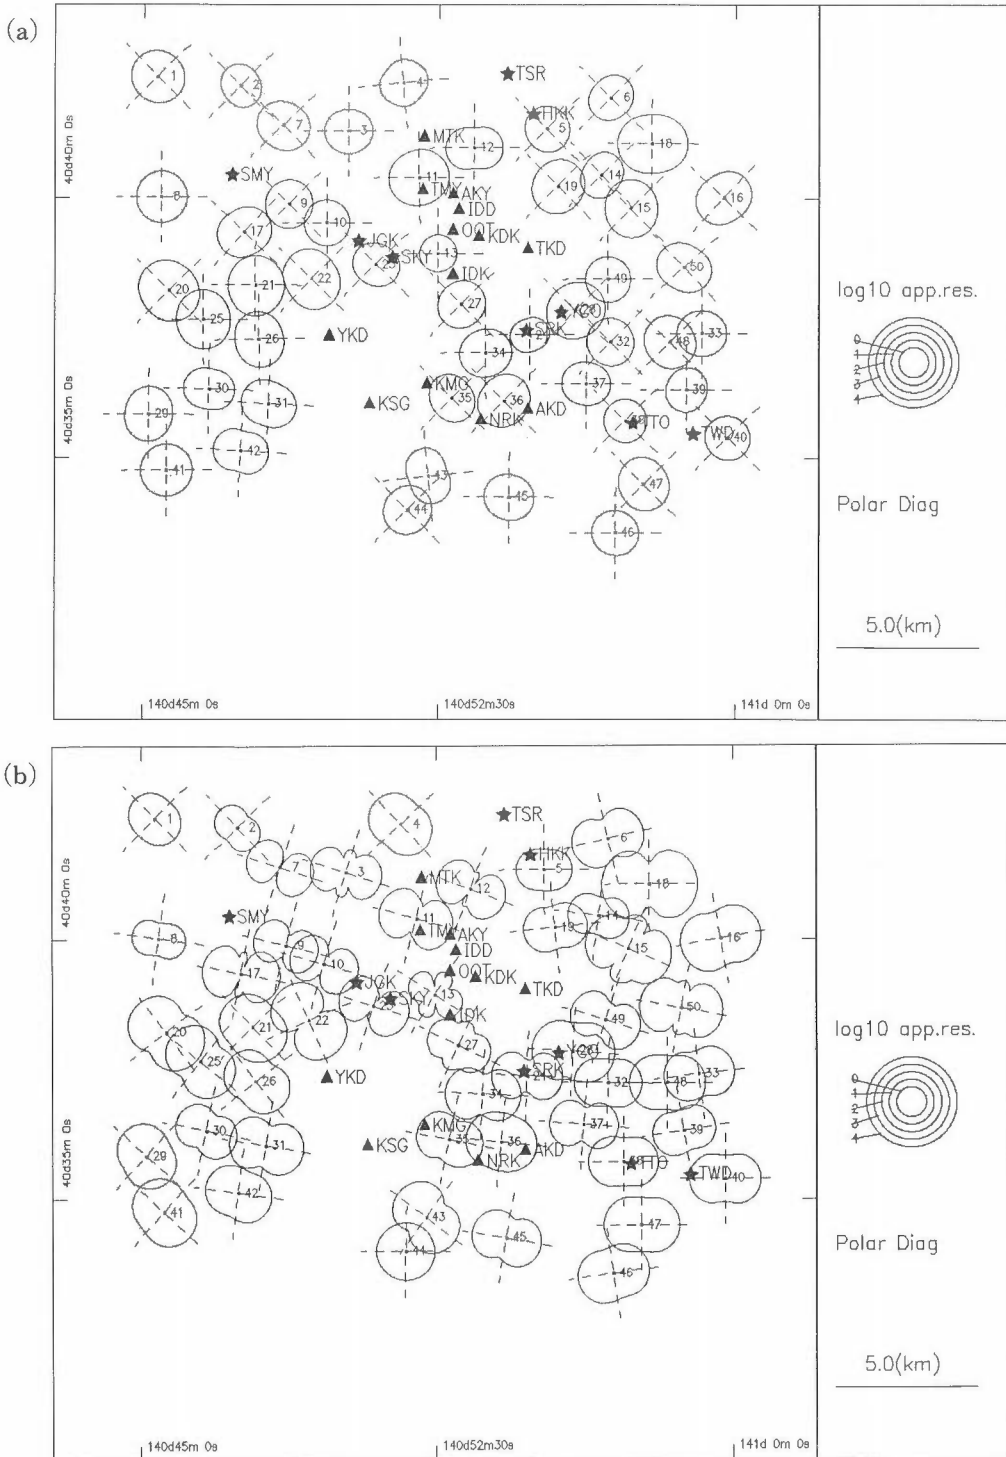 (a)
1
2
4
TSR
6
7
3
HKK
5
MTK
12
18
SMY
8
11
TMY
AKY
IDD
19
14
15
16
9
10
17
OOT
KDK
JGK
SKY
13
TKD
IDK
22
21
20
25
27
49
50
YKD
26
34
SRK
32
48
33
30
31
29
KMG
KSG
35
36
AKD
NRK
37
39
TWD
40
42
41
43
44
45
47
46
40d40m 0s
40d35m 0s
140d45m 0s
140d52m30s
141d 0m 0s
log10 app.res.
0
1
2
3
4
Polar Diag
5.0(km)
(b)
1
2
4
TSR
6
7
3
HKK
5
MTK
12
18
SMY
8
11
TMY
AKY
IDD
19
14
15
16
9
10
17
OOT
KDK
JGK
SKY
13
TKD
IDK
22
21
20
25
27
49
50
YKD
26
34
SRK
32
48
33
30
31
29
KMG
KSG
35
36
AKD
NRK
37
39
TWD
40
42
41
43
44
45
47
46
40d40m 0s
40d35m 0s
140d45m 0s
140d52m30s
141d 0m 0s
log10 app.res.
0
1
2
3
4
Polar Diag
5.0(km)